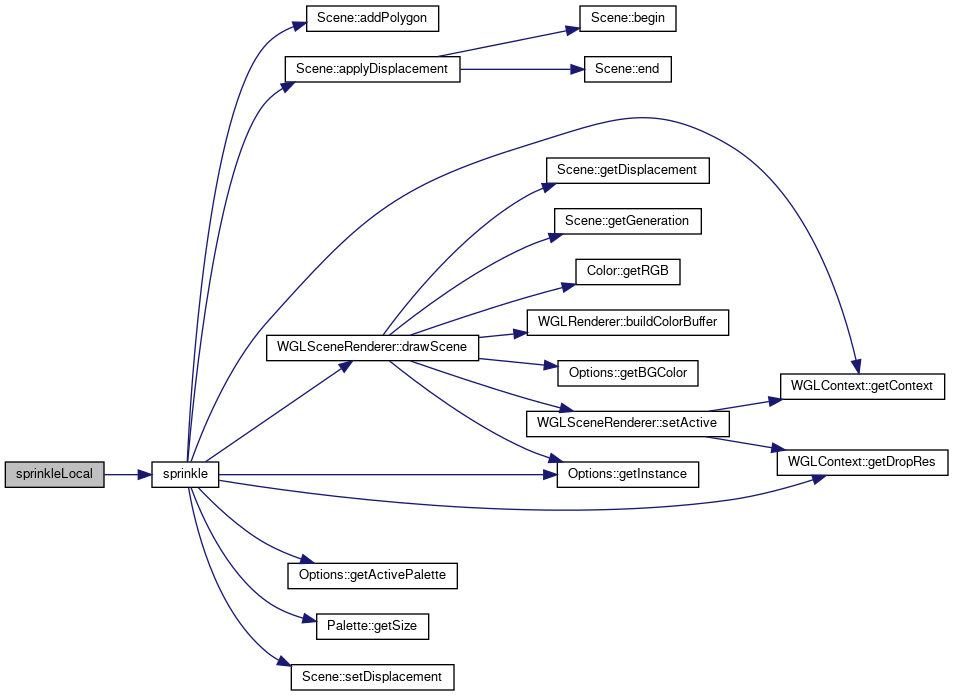 Scene::addPolygon
Scene::begin
Scene::applyDisplacement
Scene::end
Scene::getDisplacement
Scene::getGeneration
Color::getRGB
WGLRenderer::buildColorBuffer
WGLSceneRenderer::drawScene
Options::getBGColor
WGLContext::getContext
WGLSceneRenderer::setActive
WGLContext::getDropRes
sprinkleLocal
sprinkle
Options::getInstance
Options::getActivePalette
Palette::getSize
Scene::setDisplacement